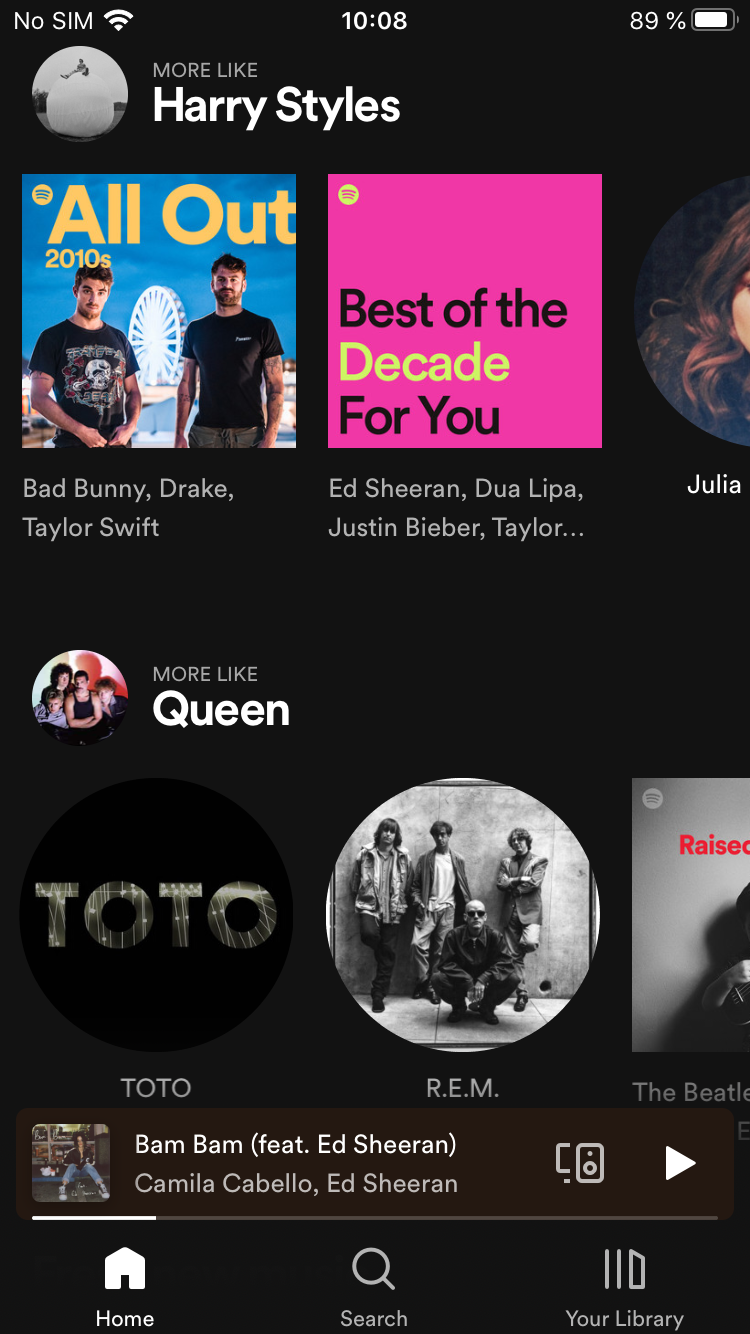 No SIM 10:08 89 %
MORE LIKE
Harry Styles
All Out
2010s
Best of the
Decade
For You
Bad Bunny, Drake,
Taylor Swift
Ed Sheeran, Dua Lipa,
Justin Bieber, Taylor...
Julia
MORE LIKE
Queen
TOTO
TOTO
R.E.M.
The
Bam Bam (feat. Ed Sheeran)
Camila Cabello, Ed Sheeran
Home
Search
Your Library